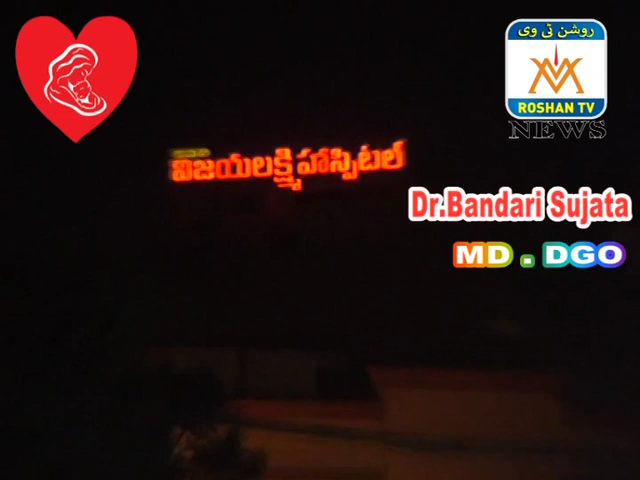 روشن ٹی وی
ROSHAN TV
NEWS
విజయలక్ష్మి హాస్పిటల్
Dr.Bandari Sujata
MD . DGO